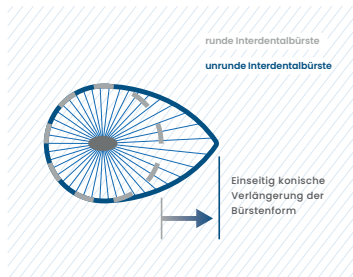 runde Interdentalbürste
unrunde Interdentalbürste
Einseitig konische
Verlängerung der
Bürstenform